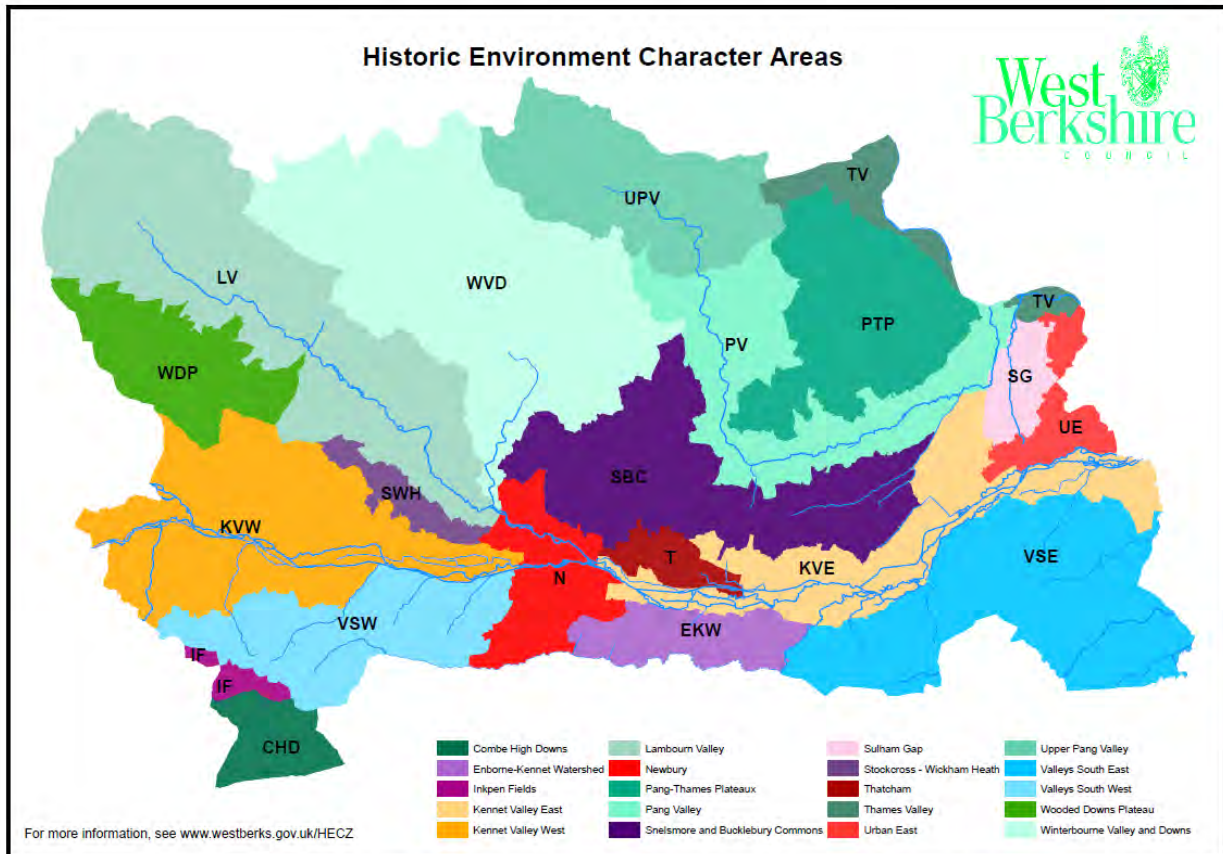 Historic Environment Character Areas
West
Berkshire
COUNCIL
TV
UPV
LV
WVD
TV
PTP
PV
WDP
SG
UE
SBC
SWH
KVW
VSE
T
KVE
N
VSW
EKW
IF
IF
CHD
Combe High Downs
Enborne-Kennet Watershed
Inkpen Fields
Kennet Valley East
Kennet Valley West
Lambourn Valley
Newbury
Pang-Thames Plateaux
Pang Valley
Snelsmore and Bucklebury Commons
Sulham Gap
Stookcross - Wickham Heath
Thatcham
Thames Valley
Urban East
Upper Pang Valley
Valleys South East
Valleys South West
Wooded Downs Plateau
Winterbourne Valley and Downs
For more information, see www.westberks.gov.uk/HECZ